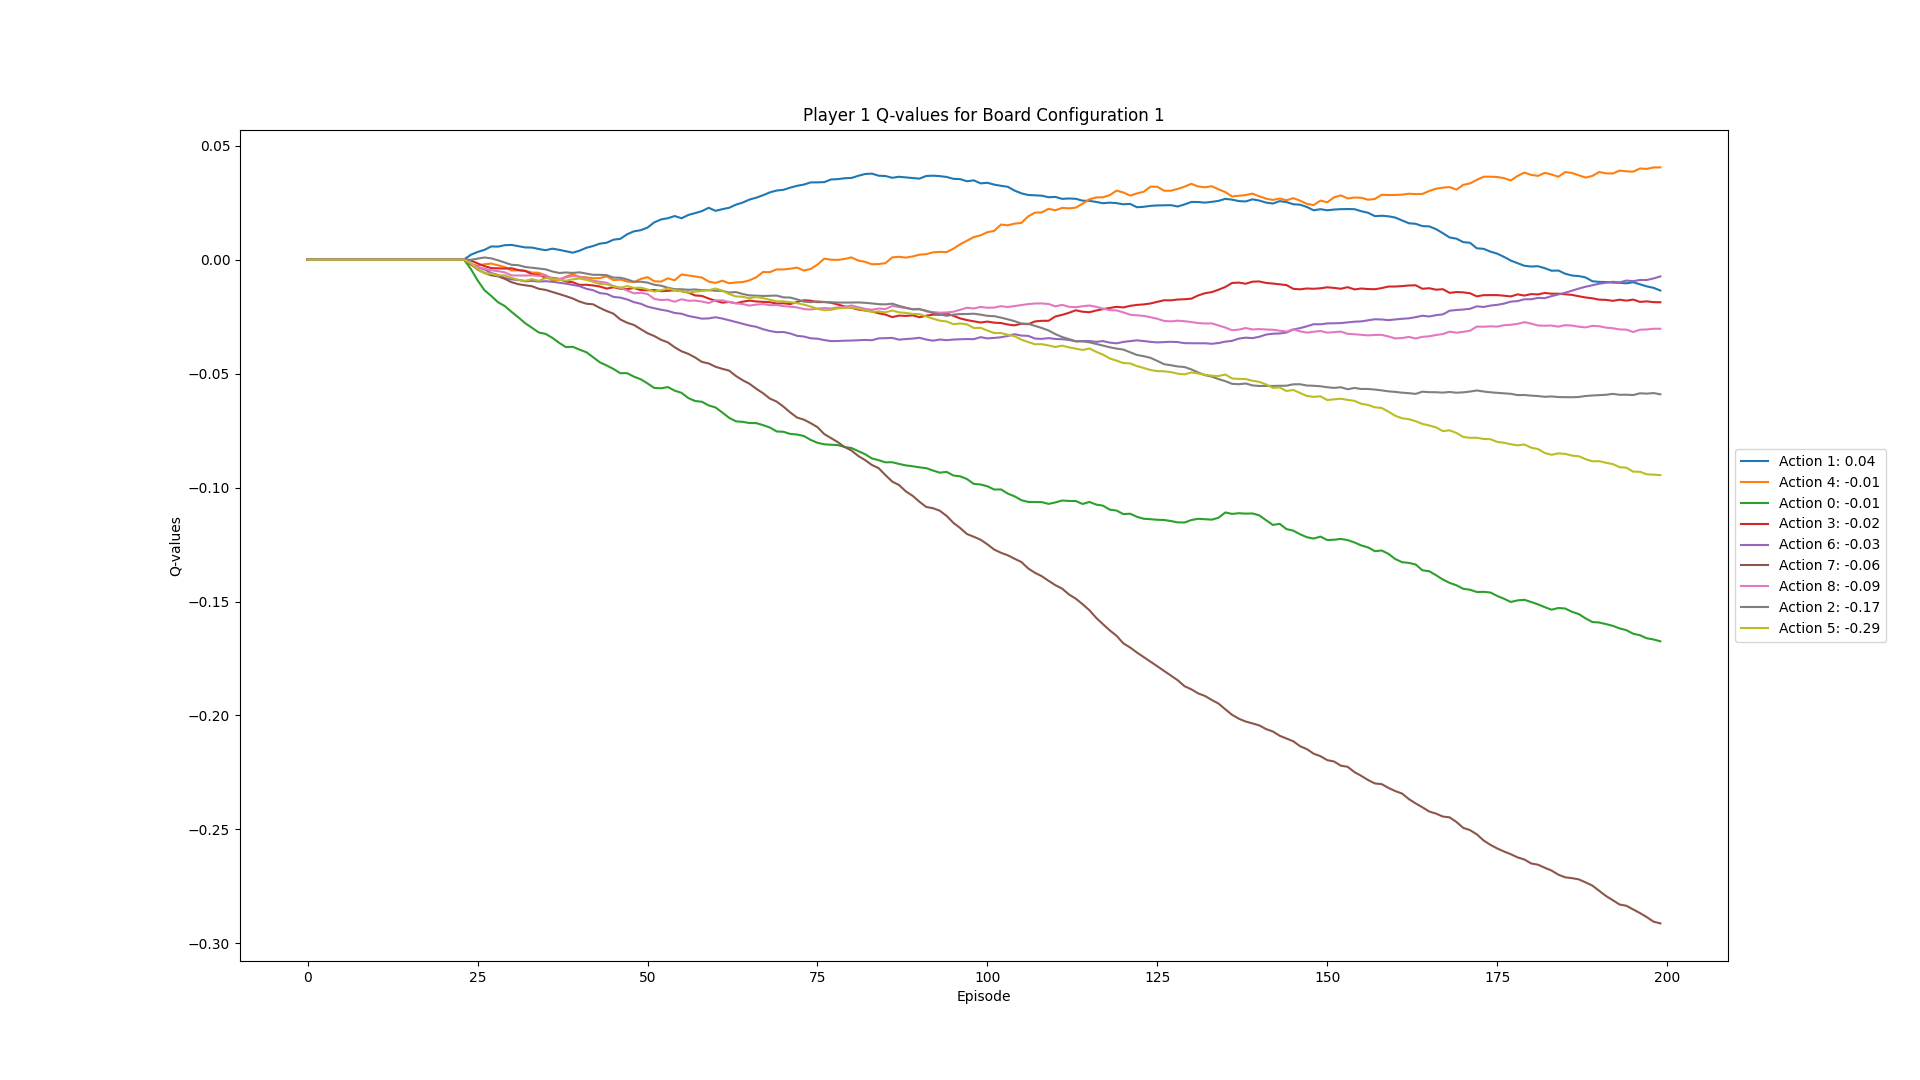 Player 1 Q-values for Board Configuration 1
0.05
0.00
−0.05
−0.10
−0.15
−0.20
−0.25
−0.30
Q-values
0 25 50 75 100 125 150 175 200
Episode
Action 1: 0.04
Action 4: -0.01
Action 0: -0.01
Action 3: -0.02
Action 6: -0.03
Action 7: -0.06
Action 8: -0.09
Action 2: -0.17
Action 5: -0.29